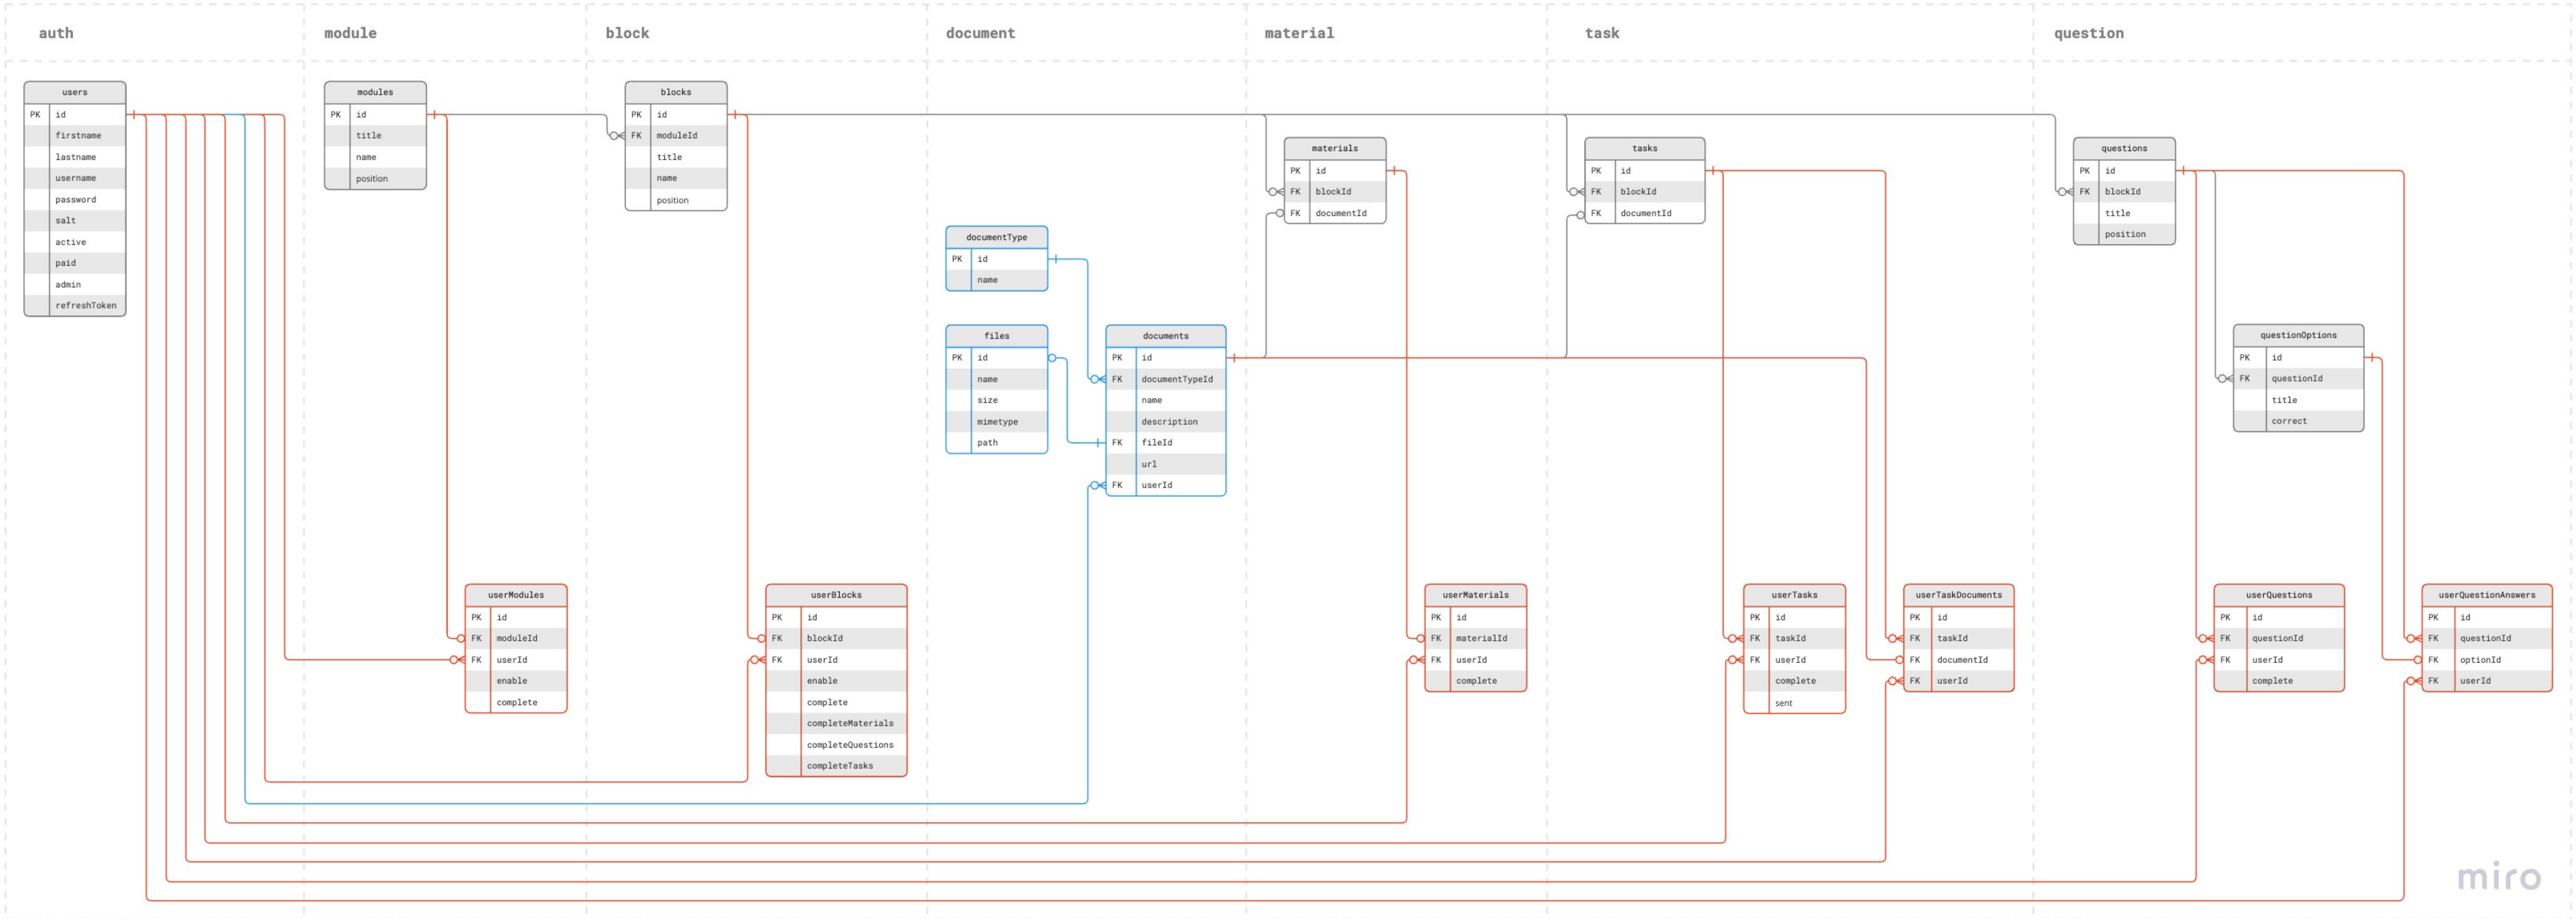 auth
module
block
document
material
task
question
users
PK id
firstname
lastname
username
password
salt
active
paid
admin
refreshToken
modules
PK id
title
name
position
userModules
PK id
FK moduleId
FK userId
enable
complete
blocks
PK id
FK moduleId
title
name
position
userBlocks
PK id
FK blockId
FK userId
enable
complete
completeMaterials
completeQuestions
completeTasks
documentType
PK id
name
files
PK id
name
size
mimetype
path
documents
PK id
FK documentTypeId
name
description
FK fileId
url
FK userId
materials
PK id
FK blockId
FK documentId
userMaterials
PK id
FK materialId
FK userId
complete
tasks
PK id
FK blockId
FK documentId
userTasks
PK id
FK taskId
FK userId
complete
sent
userTaskDocuments
PK id
FK taskId
FK documentId
FK userId
questions
PK id
FK blockId
title
position
questionOptions
PK id
FK questionId
title
correct
userQuestions
PK id
FK questionId
FK userId
complete
userQuestionAnswers
PK id
FK questionId
FK optionId
FK userId
miro